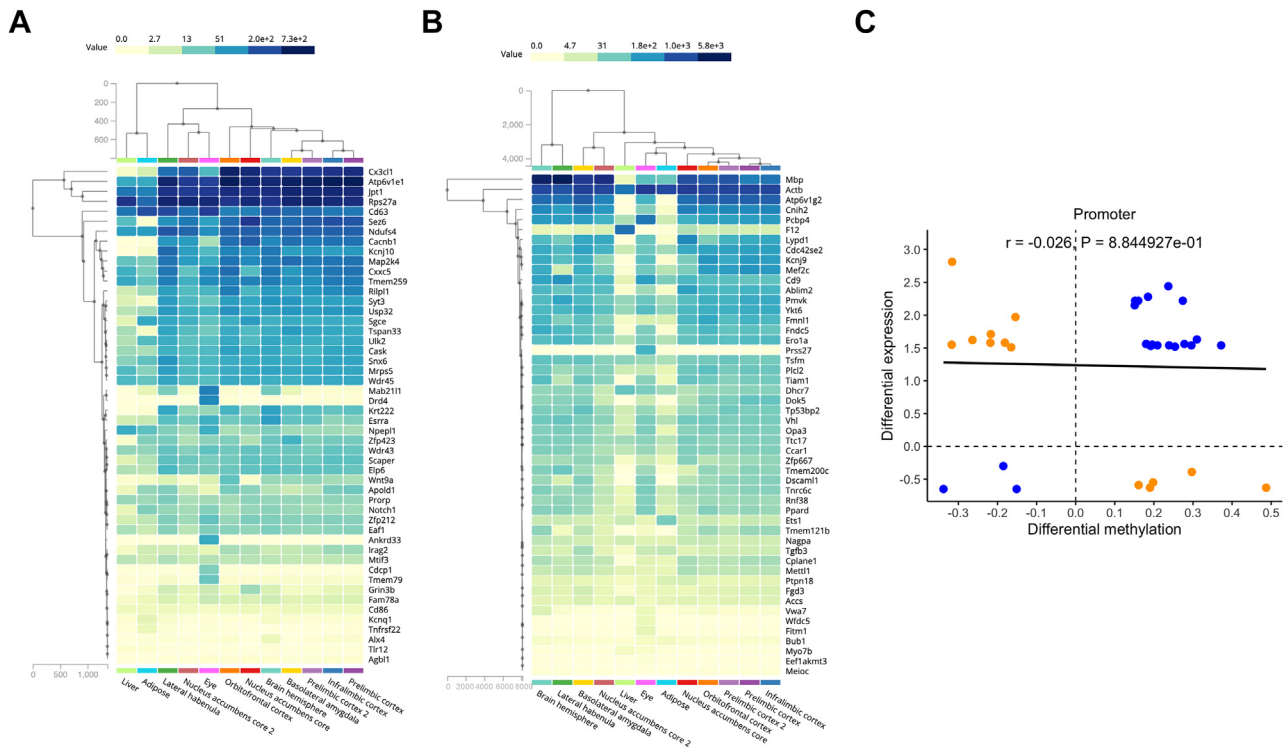 A
Value
0.0 2.7 13 51 2.0e+2 7.3e+2
0
200
400
600
Cx3cl1
Atp6v1e1
Jpt1
Rps27a
Cd63
Sez6
Ndufs4
Cacnb1
Kcnj10
Map2k4
Cxxc5
Tmem259
Rilpl1
Syt3
Usp32
Sgce
Tspan33
Ulk2
Cask
Snx6
Mrps5
Wdr45
Mab21l1
Drd4
Krt222
Esrra
Npepl1
Zfp423
Wdr43
Scaper
Elp6
Wnt9a
Apold1
Prorp
Notch1
Zfp212
Eaf1
Ankrd33
Irag2
Mtif3
Cdcp1
Tmem79
Grin3b
Fam78a
Cd86
Kcnq1
Tnfrsf22
Alx4
Tlr12
Agbl1
0 500 1,000
Liver
Adipose
Lateral habenula
Nucleus accumbens core 2
Eye
Orbitofrontal cortex
Nucleus accumbens core
Brain hemisphere
Basolateral amygdala
Prelimbic cortex 2
Infralimbic cortex
Prelimbic cortex
B
Value
0.0 4.7 31 1.8e+2 1.0e+3 5.8e+3
0
2,000
4,000
Mbp
Actb
Atp6v1g2
Cnih2
Pcbp4
F12
Lypd1
Cdc42se2
Kcnj9
Mef2c
Cd9
Ablim2
Pmvk
Ykt6
Fmnl1
Fndc5
Ero1a
Prss27
Tsfm
Plcl2
Tiam1
Dhcr7
Dok5
Tp53bp2
Vhl
Opa3
Ttc17
Ccar1
Zfp667
Tmem200c
Dscaml1
Tnrc6c
Rnf38
Ppard
Ets1
Tmem121b
Nagpa
Tgfb3
Cplane1
Mettl1
Ptpn18
Fgd3
Accs
Vwa7
Wfdc5
Fitm1
Bub1
Myo7b
Eef1akmt3
Meioc
0 2000 4,000 6,000 8000
Brain hemisphere
Lateral habenula
Basolateral amygdala
Nucleus accumbens core 2
Liver
Eye
Adipose
Nucleus accumbens core
Orbitofrontal cortex
Prelimbic cortex 2
Prelimbic cortex
Infralimbic cortex
C
Promoter
r = -0.026, P = 8.844927e-01
Differential expression
3.0
2.5
2.0
1.5
1.0
0.5
0.0
-0.5
-0.3 -0.2 -0.1 0.0 0.1 0.2 0.3 0.4 0.5
Differential methylation